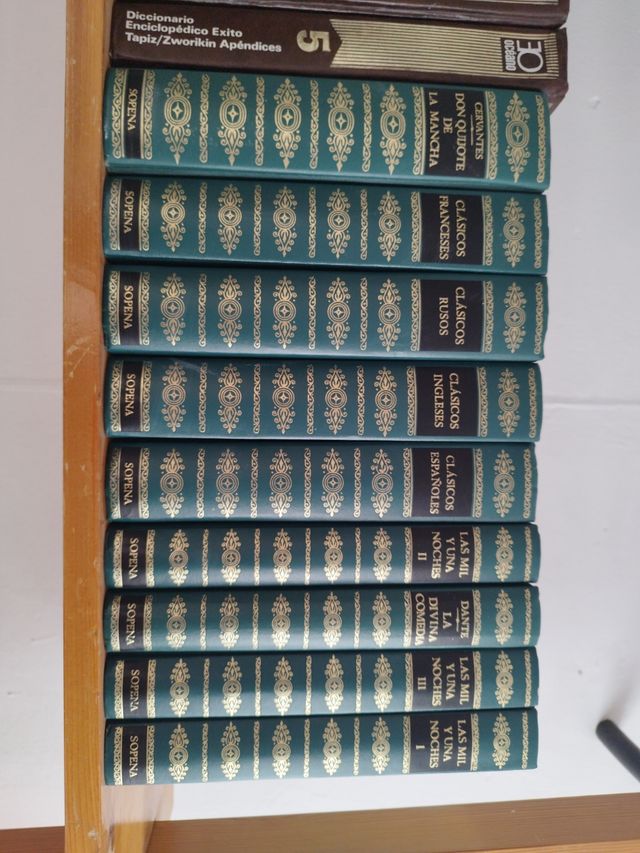 Diccionario
Enciclopédico Exito
Tapiz/Zworikin Apéndices
5
océano
CERVANTES
DON QUIJOTE
DE
LA MANCHA
SOPENA
CLÁSICOS
FRANCESES
SOPENA
CLÁSICOS
RUSOS
SOPENA
CLÁSICOS
INGLESES
SOPENA
CLÁSICOS
ESPAÑOLES
SOPENA
LAS MIL
Y UNA
NOCHES
II
SOPENA
DANTE
LA
DIVINA
COMEDIA
SOPENA
LAS MIL
Y UNA
NOCHES
III
SOPENA
LAS MIL
Y UNA
NOCHES
I
SOPENA